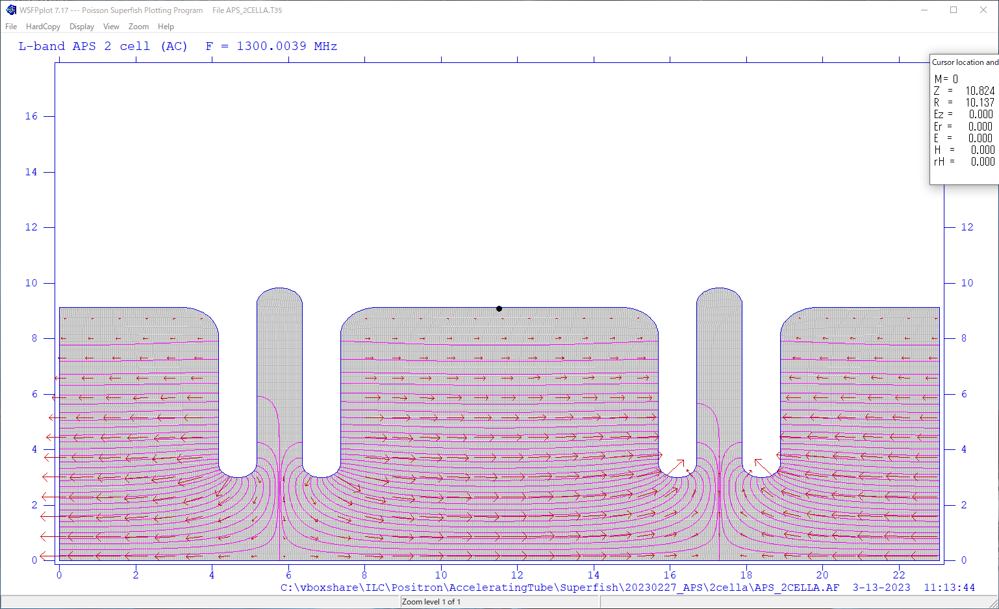 WSFPplot 7.17 --- Poisson Superfish Plotting Program    File APS_2CELLA.T35
File HardCopy Display View Zoom Help
L-band APS 2 cell (AC)  F = 1300.0039 MHz
Cursor location and
M= 0
Z = 10.824
R = 10.137
Ez = 0.000
Er = 0.000
E = 0.000
H = 0.000
rH = 0.000
16
14
12 12
10 10
8 8
6 6
4 4
2 2
0 0
0 2 4 6 8 10 12 14 16 18 20 22
C:\vboxshare\ILC\Positron\AcceleratingTube\Superfish\20230227_APS\2cella\APS_2CELLA.AF  3-13-2023  11:13:44
Zoom level 1 of 1